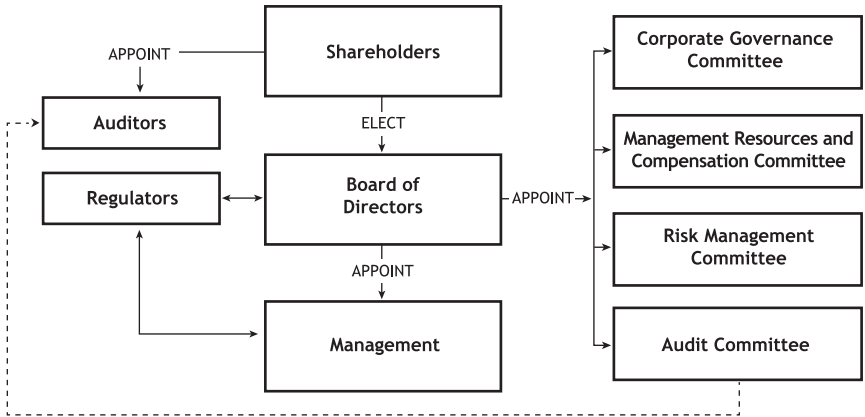 Shareholders
APPOINT
Auditors
ELECT
Regulators
Board of
Directors
APPOINT
APPOINT
Management
Corporate Governance
Committee
Management Resources and
Compensation Committee
Risk Management
Committee
Audit Committee